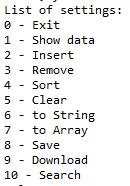 List of settings:
0 - Exit
1 - Show data
2 - Insert
3 - Remove
4 - Sort
5 - Clear
6 - to String
7 - to Array
8 - Save
9 - Download
10 - Search